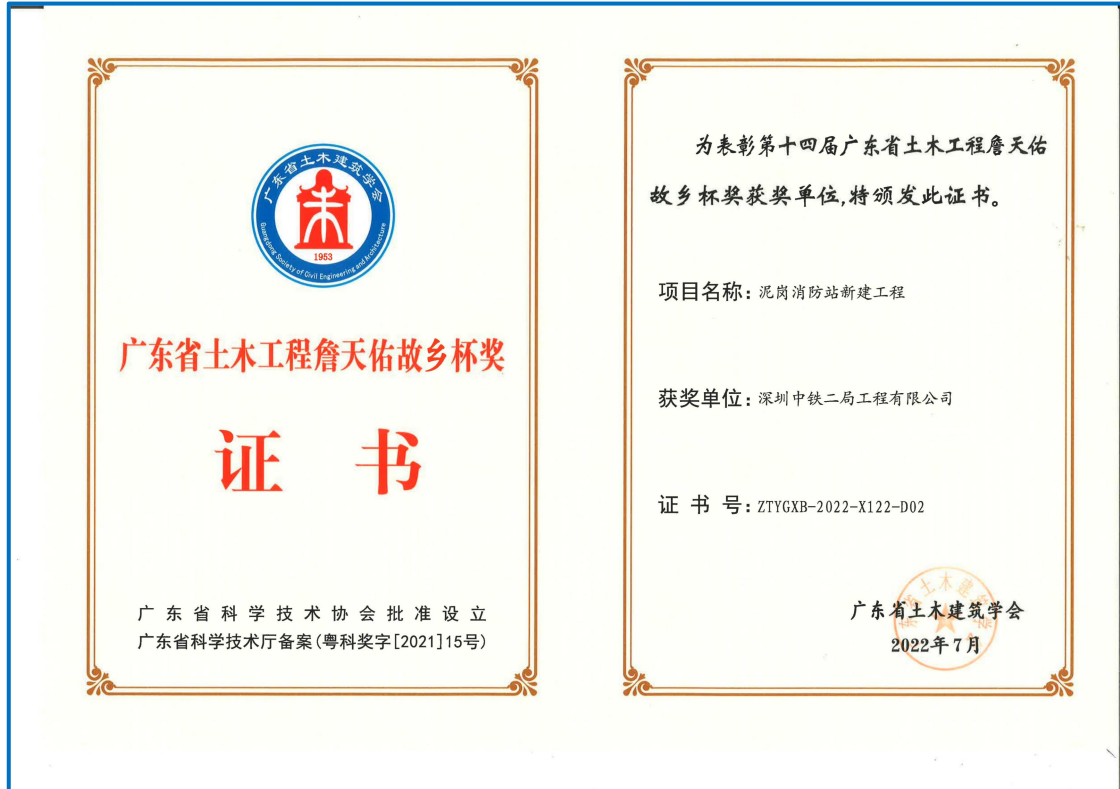 广东省土木建筑学会
1953
Guangdong Society of Civil Engineering and Architecture
广东省土木工程詹天佑故乡杯奖
证 书
广东省科学技术协会批准设立
广东省科学技术厅备案(粤科奖字[2021]15号)
为表彰第十四届广东省土木工程詹天佑
故乡杯奖获奖单位,特颁发此证书。
项目名称:泥岗消防站新建工程
获奖单位:深圳中铁二局工程有限公司
证 书 号:ZTYGXB-2022-X122-D02
广东省土木建筑学会
2022年7月